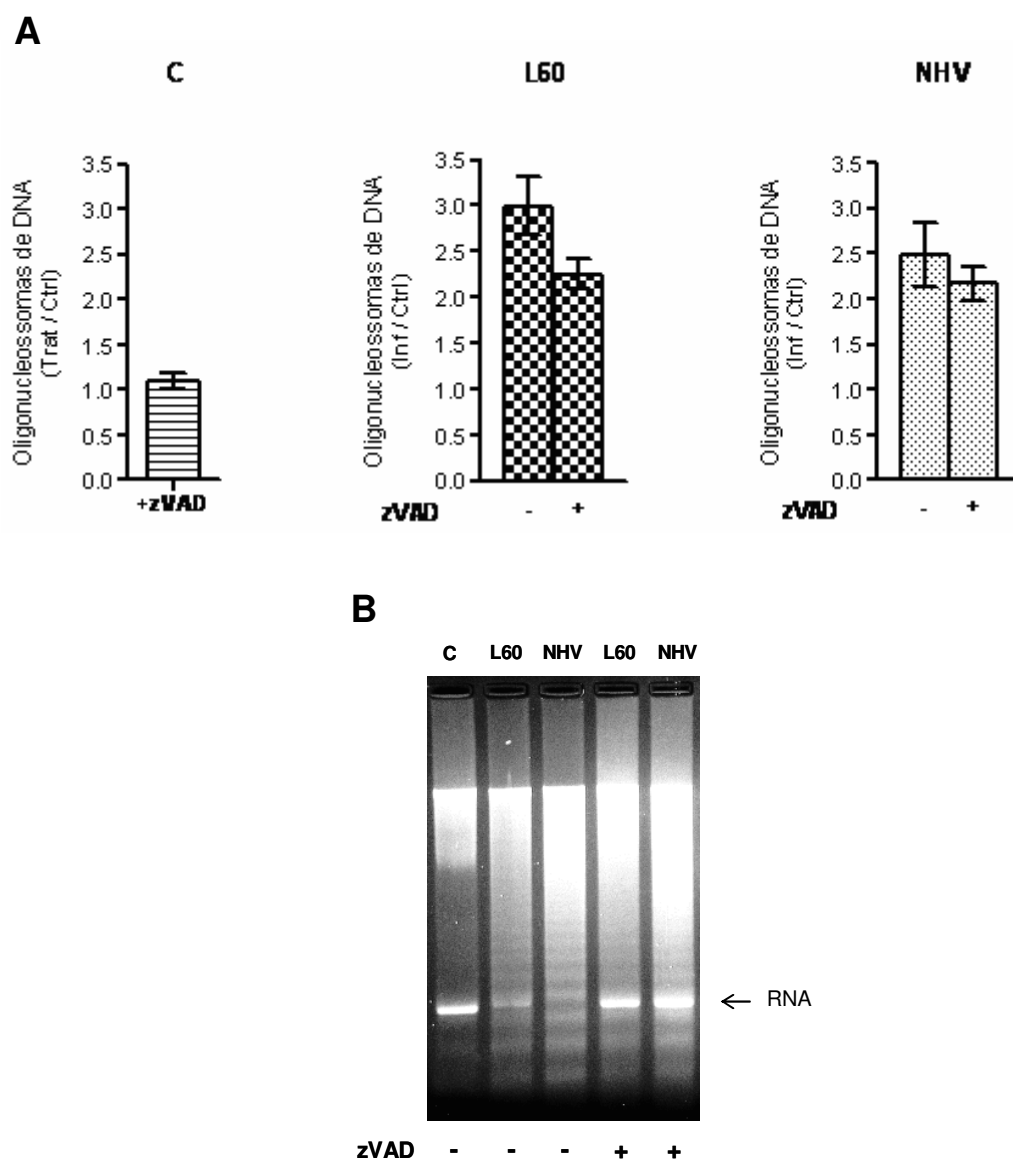 A
C
L60
NHV
Oligonucleossomas de DNA
(Trat / Ctrl)
3.5
3.0
2.5
2.0
1.5
1.0
0.5
0.0
+zVAD
Oligonucleossomas de DNA
(Inf / Ctrl)
3.5
3.0
2.5
2.0
1.5
1.0
0.5
0.0
zVAD - +
Oligonucleossomas de DNA
(Inf / Ctrl)
3.5
3.0
2.5
2.0
1.5
1.0
0.5
0.0
zVAD - +
B
C L60 NHV L60 NHV
← RNA
zVAD - - - + +